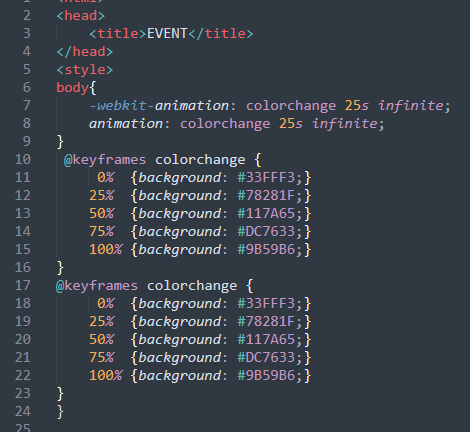 1 <html>
2 <head>
3 <title>EVENT</title>
4 </head>
5 <style>
6 body{
7 -webkit-animation: colorchange 25s infinite;
8 animation: colorchange 25s infinite;
9 }
10 @keyframes colorchange {
11 0% {background: #33FFF3;}
12 25% {background: #78281F;}
13 50% {background: #117A65;}
14 75% {background: #DC7633;}
15 100% {background: #9B59B6;}
16 }
17 @keyframes colorchange {
18 0% {background: #33FFF3;}
19 25% {background: #78281F;}
20 50% {background: #117A65;}
21 75% {background: #DC7633;}
22 100% {background: #9B59B6;}
23 }
24 }
25